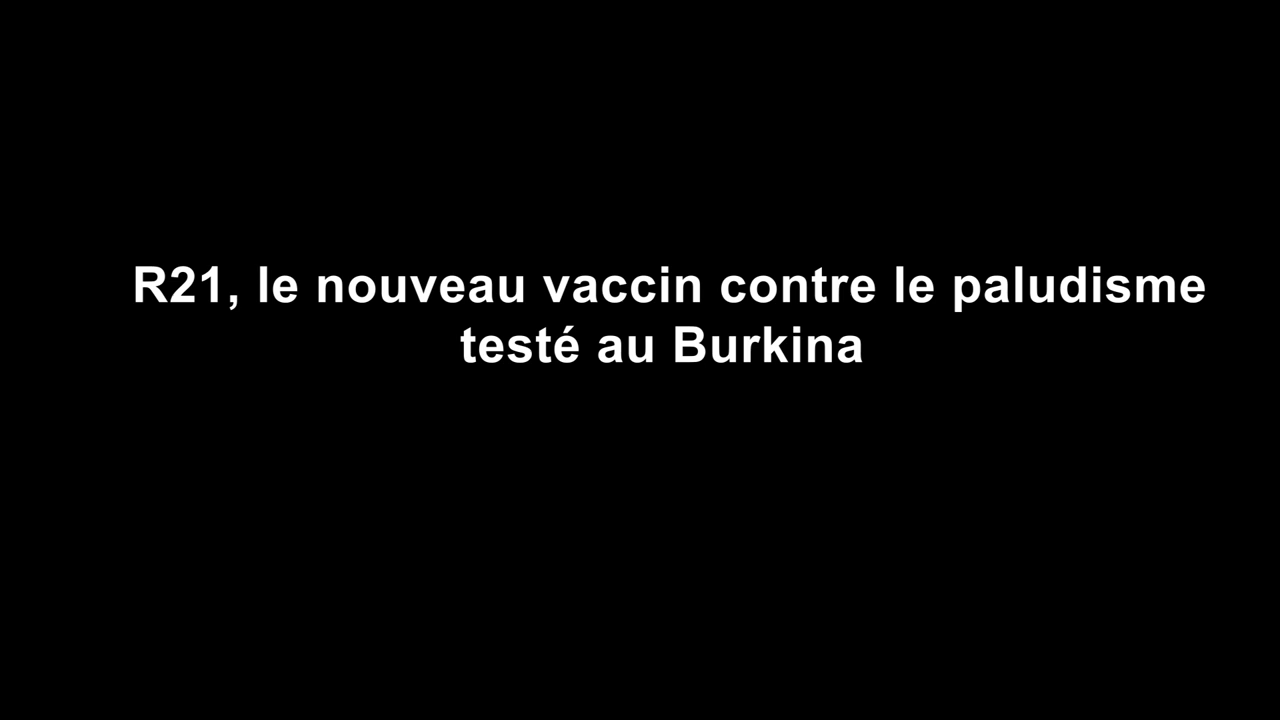 R21, le nouveau vaccin contre le paludisme
testé au Burkina